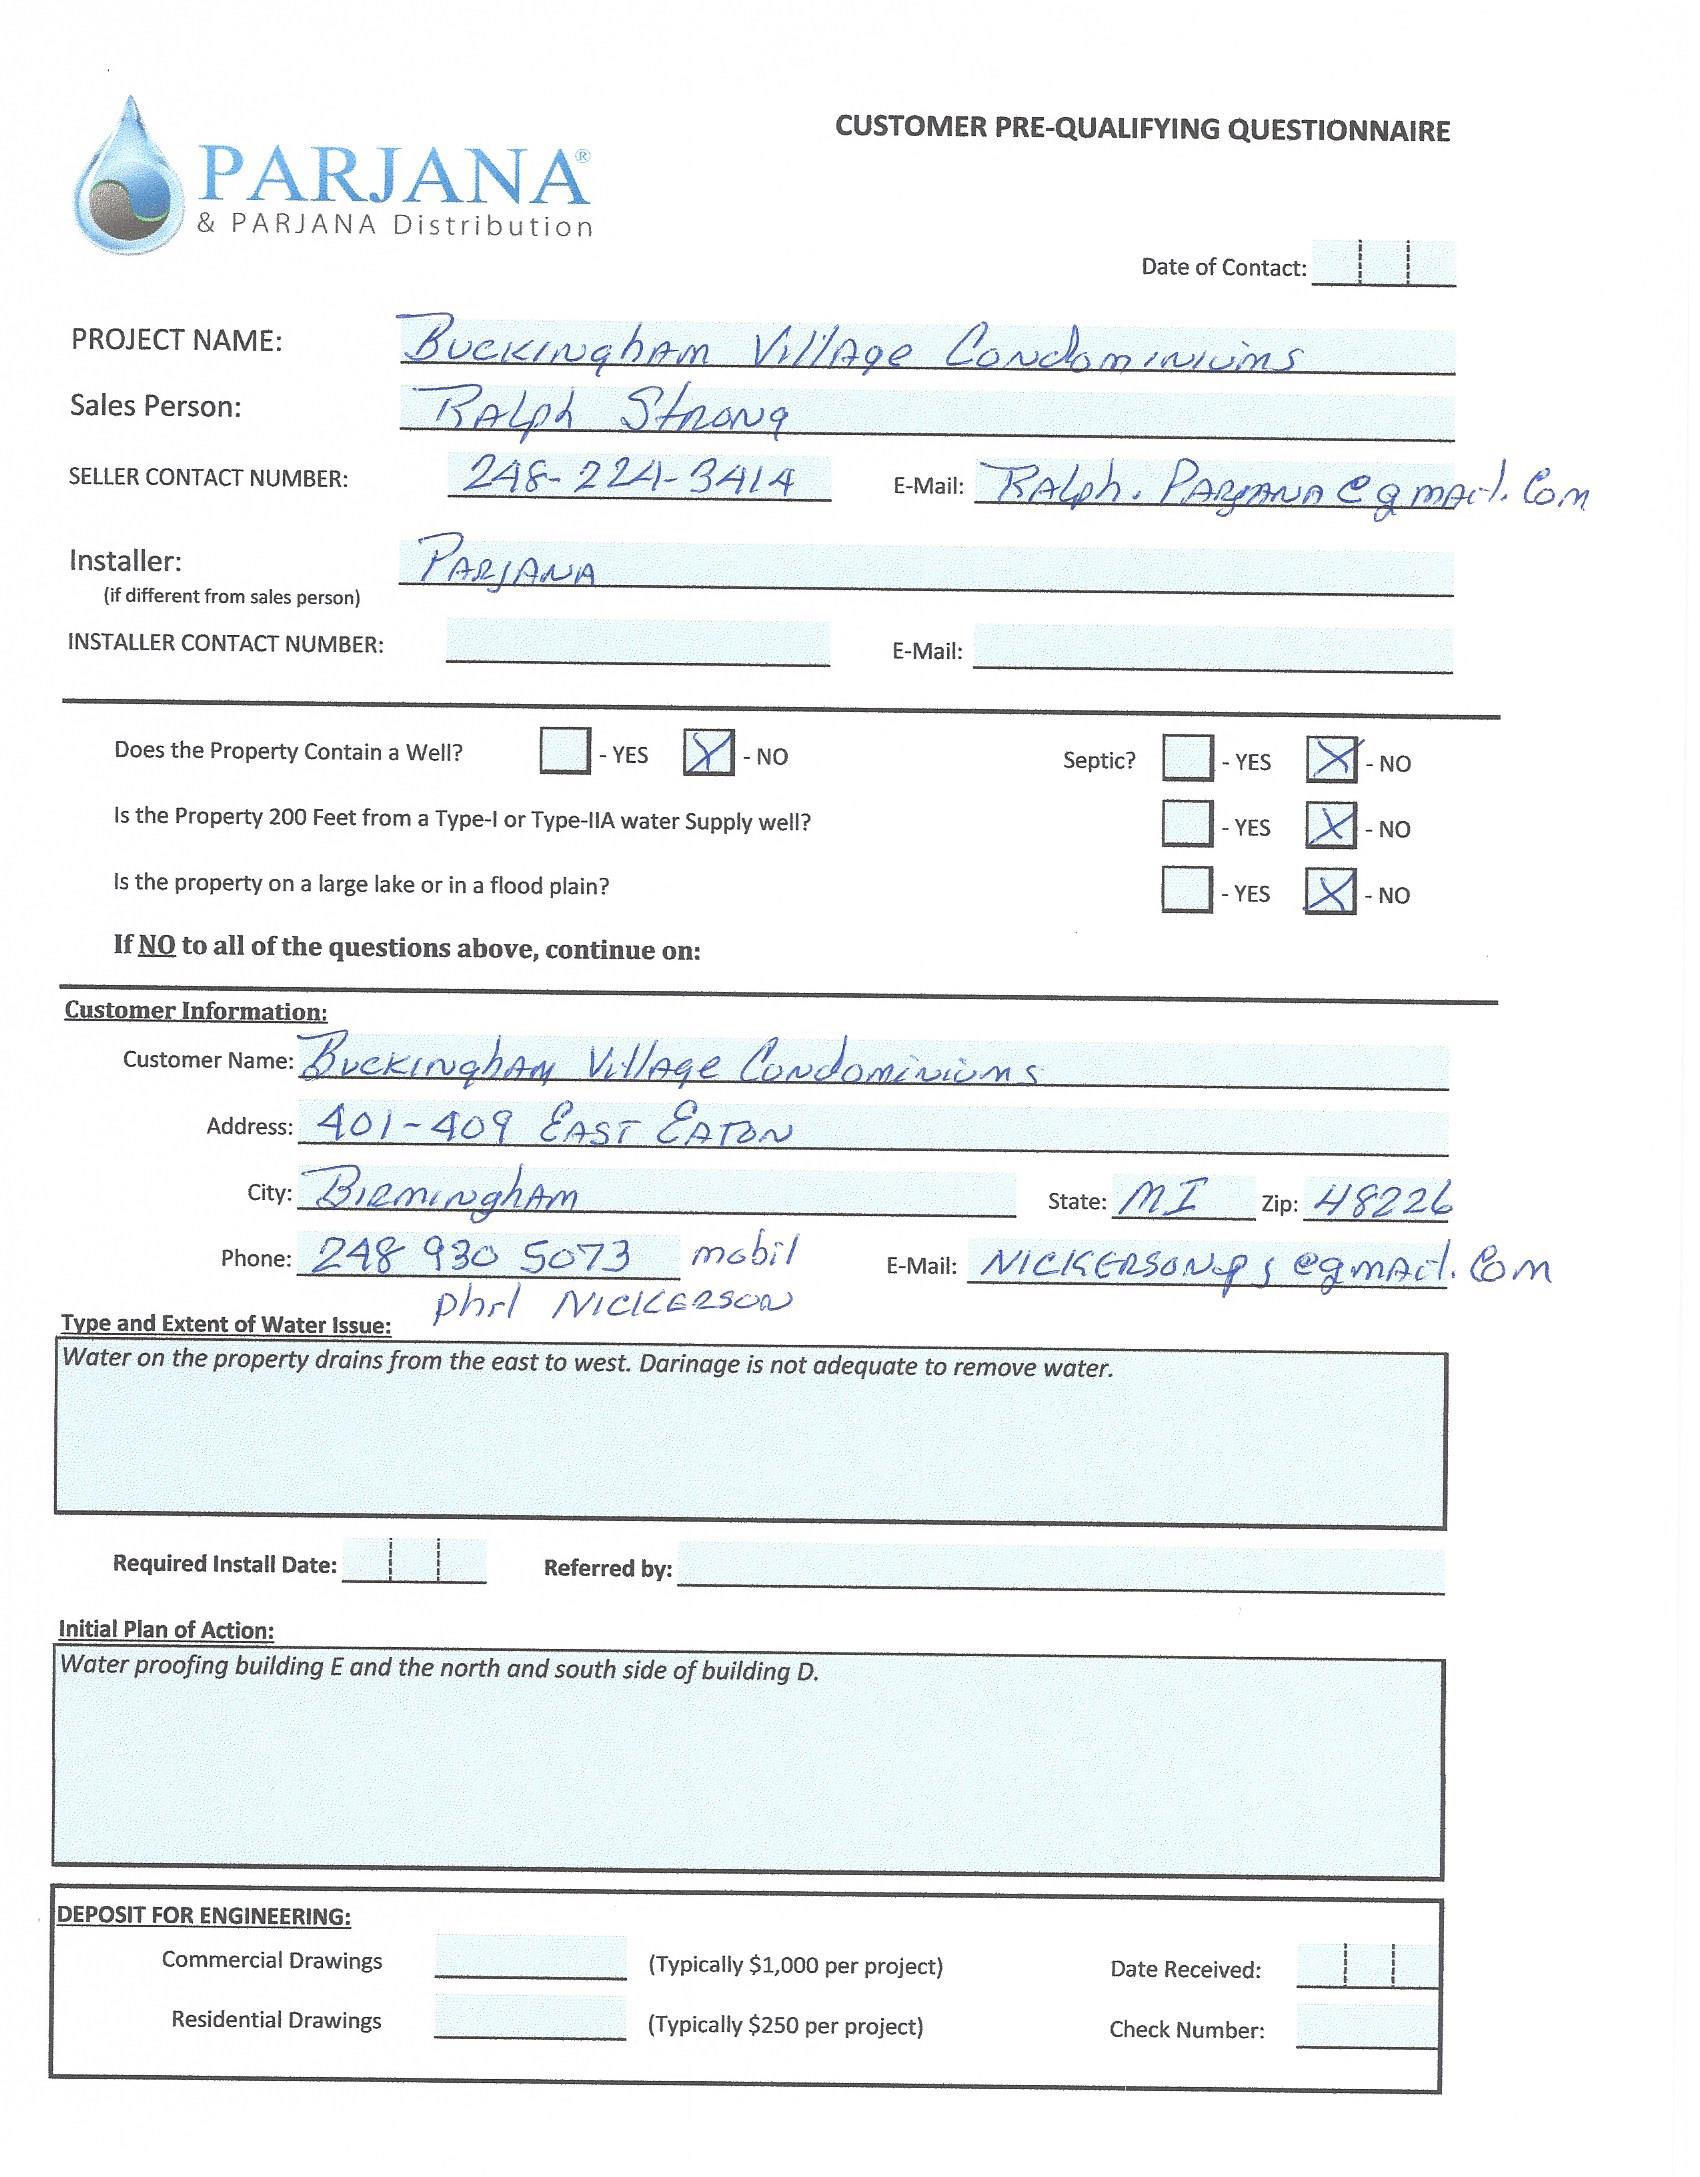 CUSTOMER PRE-QUALIFYING QUESTIONNAIRE
PARJANA®
& PARJANA Distribution
Date of Contact:
PROJECT NAME: Buckingham Village Condominiums
Sales Person: Ralph Strong
SELLER CONTACT NUMBER: 248-224-3414 E-Mail: Ralph.Parjana@gmail.com
Installer: Parjana
(if different from sales person)
INSTALLER CONTACT NUMBER: E-Mail:
Does the Property Contain a Well? - YES X - NO Septic? - YES X - NO
Is the Property 200 Feet from a Type-I or Type-IIA water Supply well? - YES X - NO
Is the property on a large lake or in a flood plain? - YES X - NO
If NO to all of the questions above, continue on:
Customer Information:
Customer Name: Buckingham Village Condominiums
Address: 401-409 East Eaton
City: Birmingham State: MI Zip: 48226
Phone: 248 930 5073 mobil E-Mail: @gmail.com
Nickerson
Type and Extent of Water Issue:
Water on the property drains from the east to west. Darinage is not adequate to remove water.
Required Install Date: Referred by:
Initial Plan of Action:
Water proofing building E and the north and south side of building D.
DEPOSIT FOR ENGINEERING:
Commercial Drawings (Typically $1,000 per project) Date Received:
Residential Drawings (Typically $250 per project) Check Number: